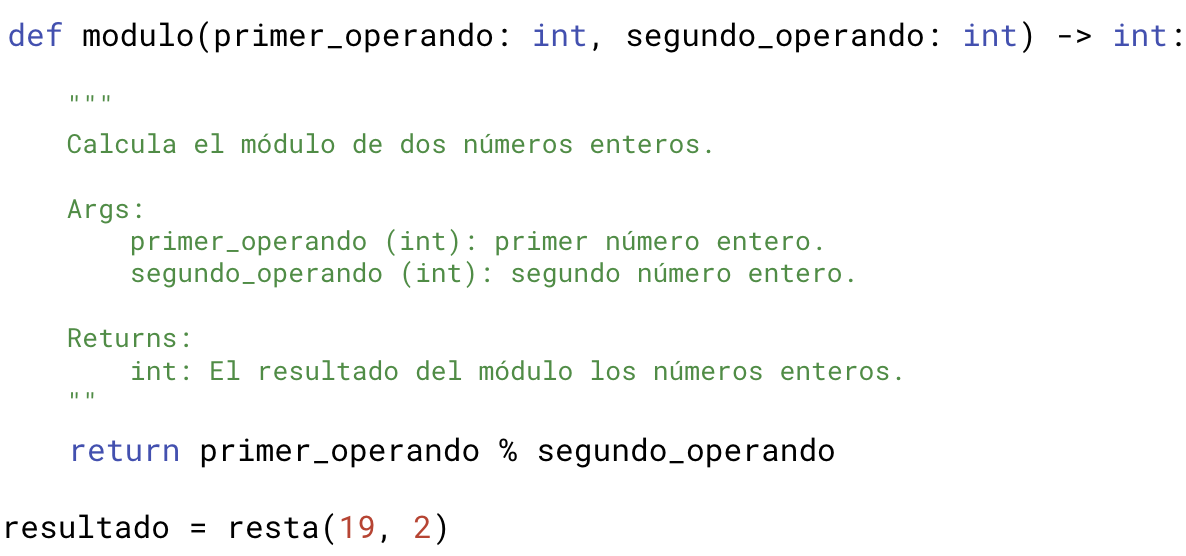 def modulo(primer_operando: int, segundo_operando: int) -> int:
"""
Calcula el módulo de dos números enteros.
Args:
primer_operando (int): primer número entero.
segundo_operando (int): segundo número entero.
Returns:
int: El resultado del módulo los números enteros.
""
return primer_operando % segundo_operando
resultado = resta(19, 2)